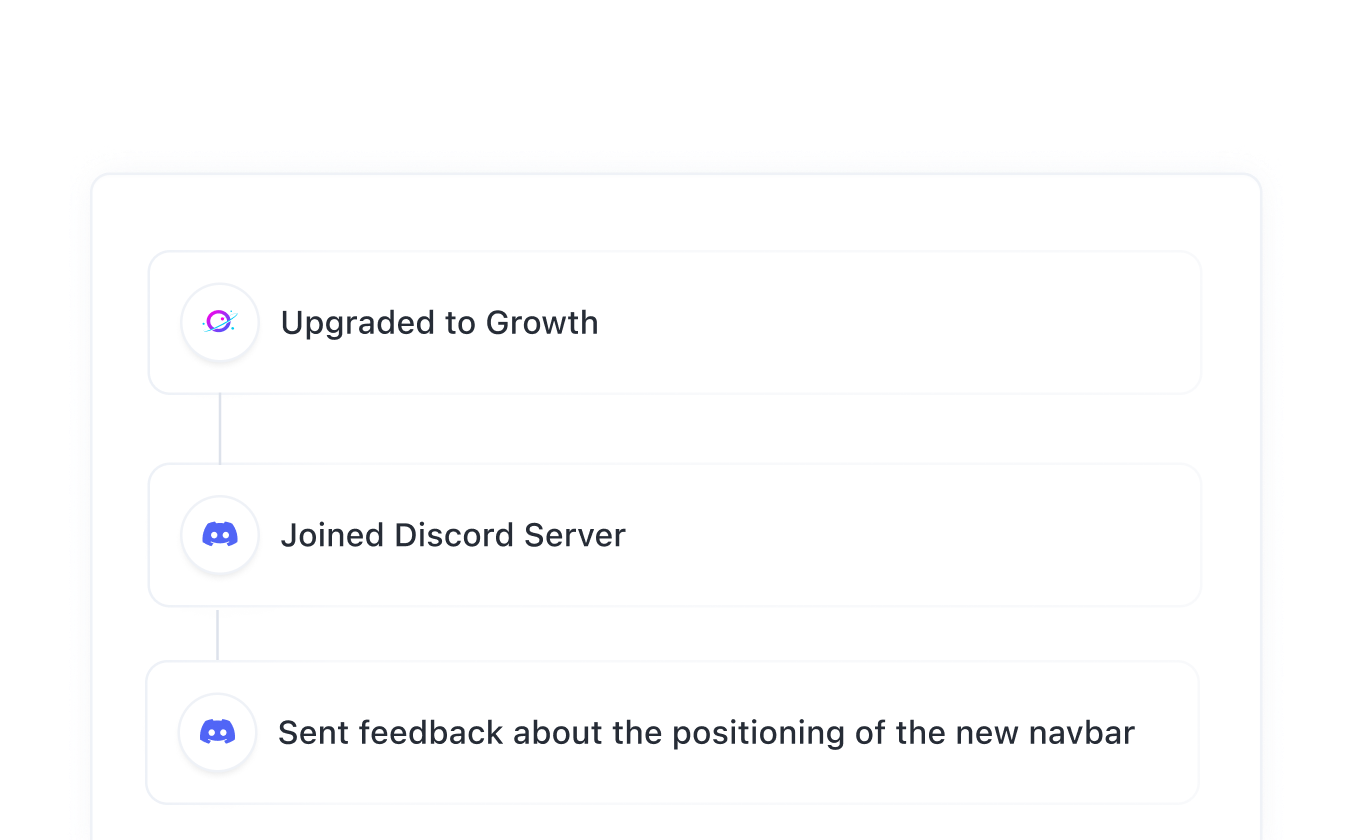 Upgraded to Growth
Joined Discord Server
Sent feedback about the positioning of the new navbar